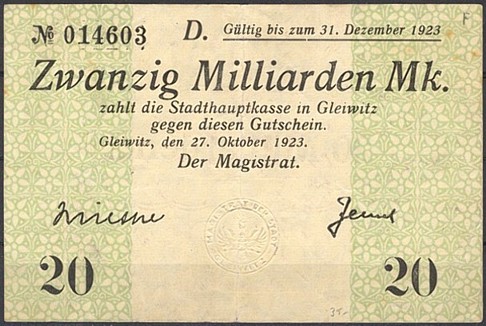 № 014603 D. Gültig bis zum 31. Dezember 1923
Zwanzig Milliarden Mk.
zahlt die Stadthauptkasse in Gleiwitz
gegen diesen Gutschein.
Gleiwitz, den 27. Oktober 1923.
Der Magistrat.
20 20